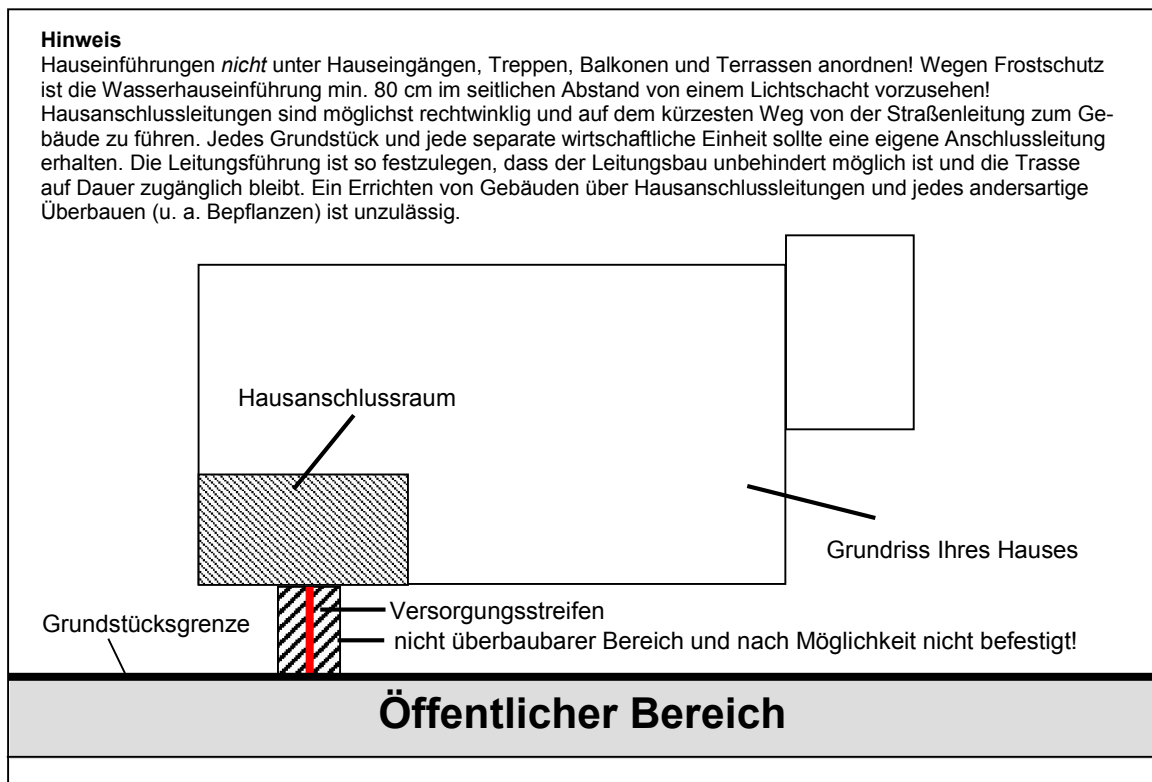 Hinweis
Hauseinführungen nicht unter Hauseingängen, Treppen, Balkonen und Terrassen anordnen! Wegen Frostschutz
ist die Wasserhauseinführung min. 80 cm im seitlichen Abstand von einem Lichtschacht vorzusehen!
Hausanschlussleitungen sind möglichst rechtwinklig und auf dem kürzesten Weg von der Straßenleitung zum Ge-
bäude zu führen. Jedes Grundstück und jede separate wirtschaftliche Einheit sollte eine eigene Anschlussleitung
erhalten. Die Leitungsführung ist so festzulegen, dass der Leitungsbau unbehindert möglich ist und die Trasse
auf Dauer zugänglich bleibt. Ein Errichten von Gebäuden über Hausanschlussleitungen und jedes andersartige
Überbauen (u. a. Bepflanzen) ist unzulässig.
Hausanschlussraum
Grundriss Ihres Hauses
Versorgungsstreifen
Grundstücksgrenze
nicht überbaubarer Bereich und nach Möglichkeit nicht befestigt!
Öffentlicher Bereich